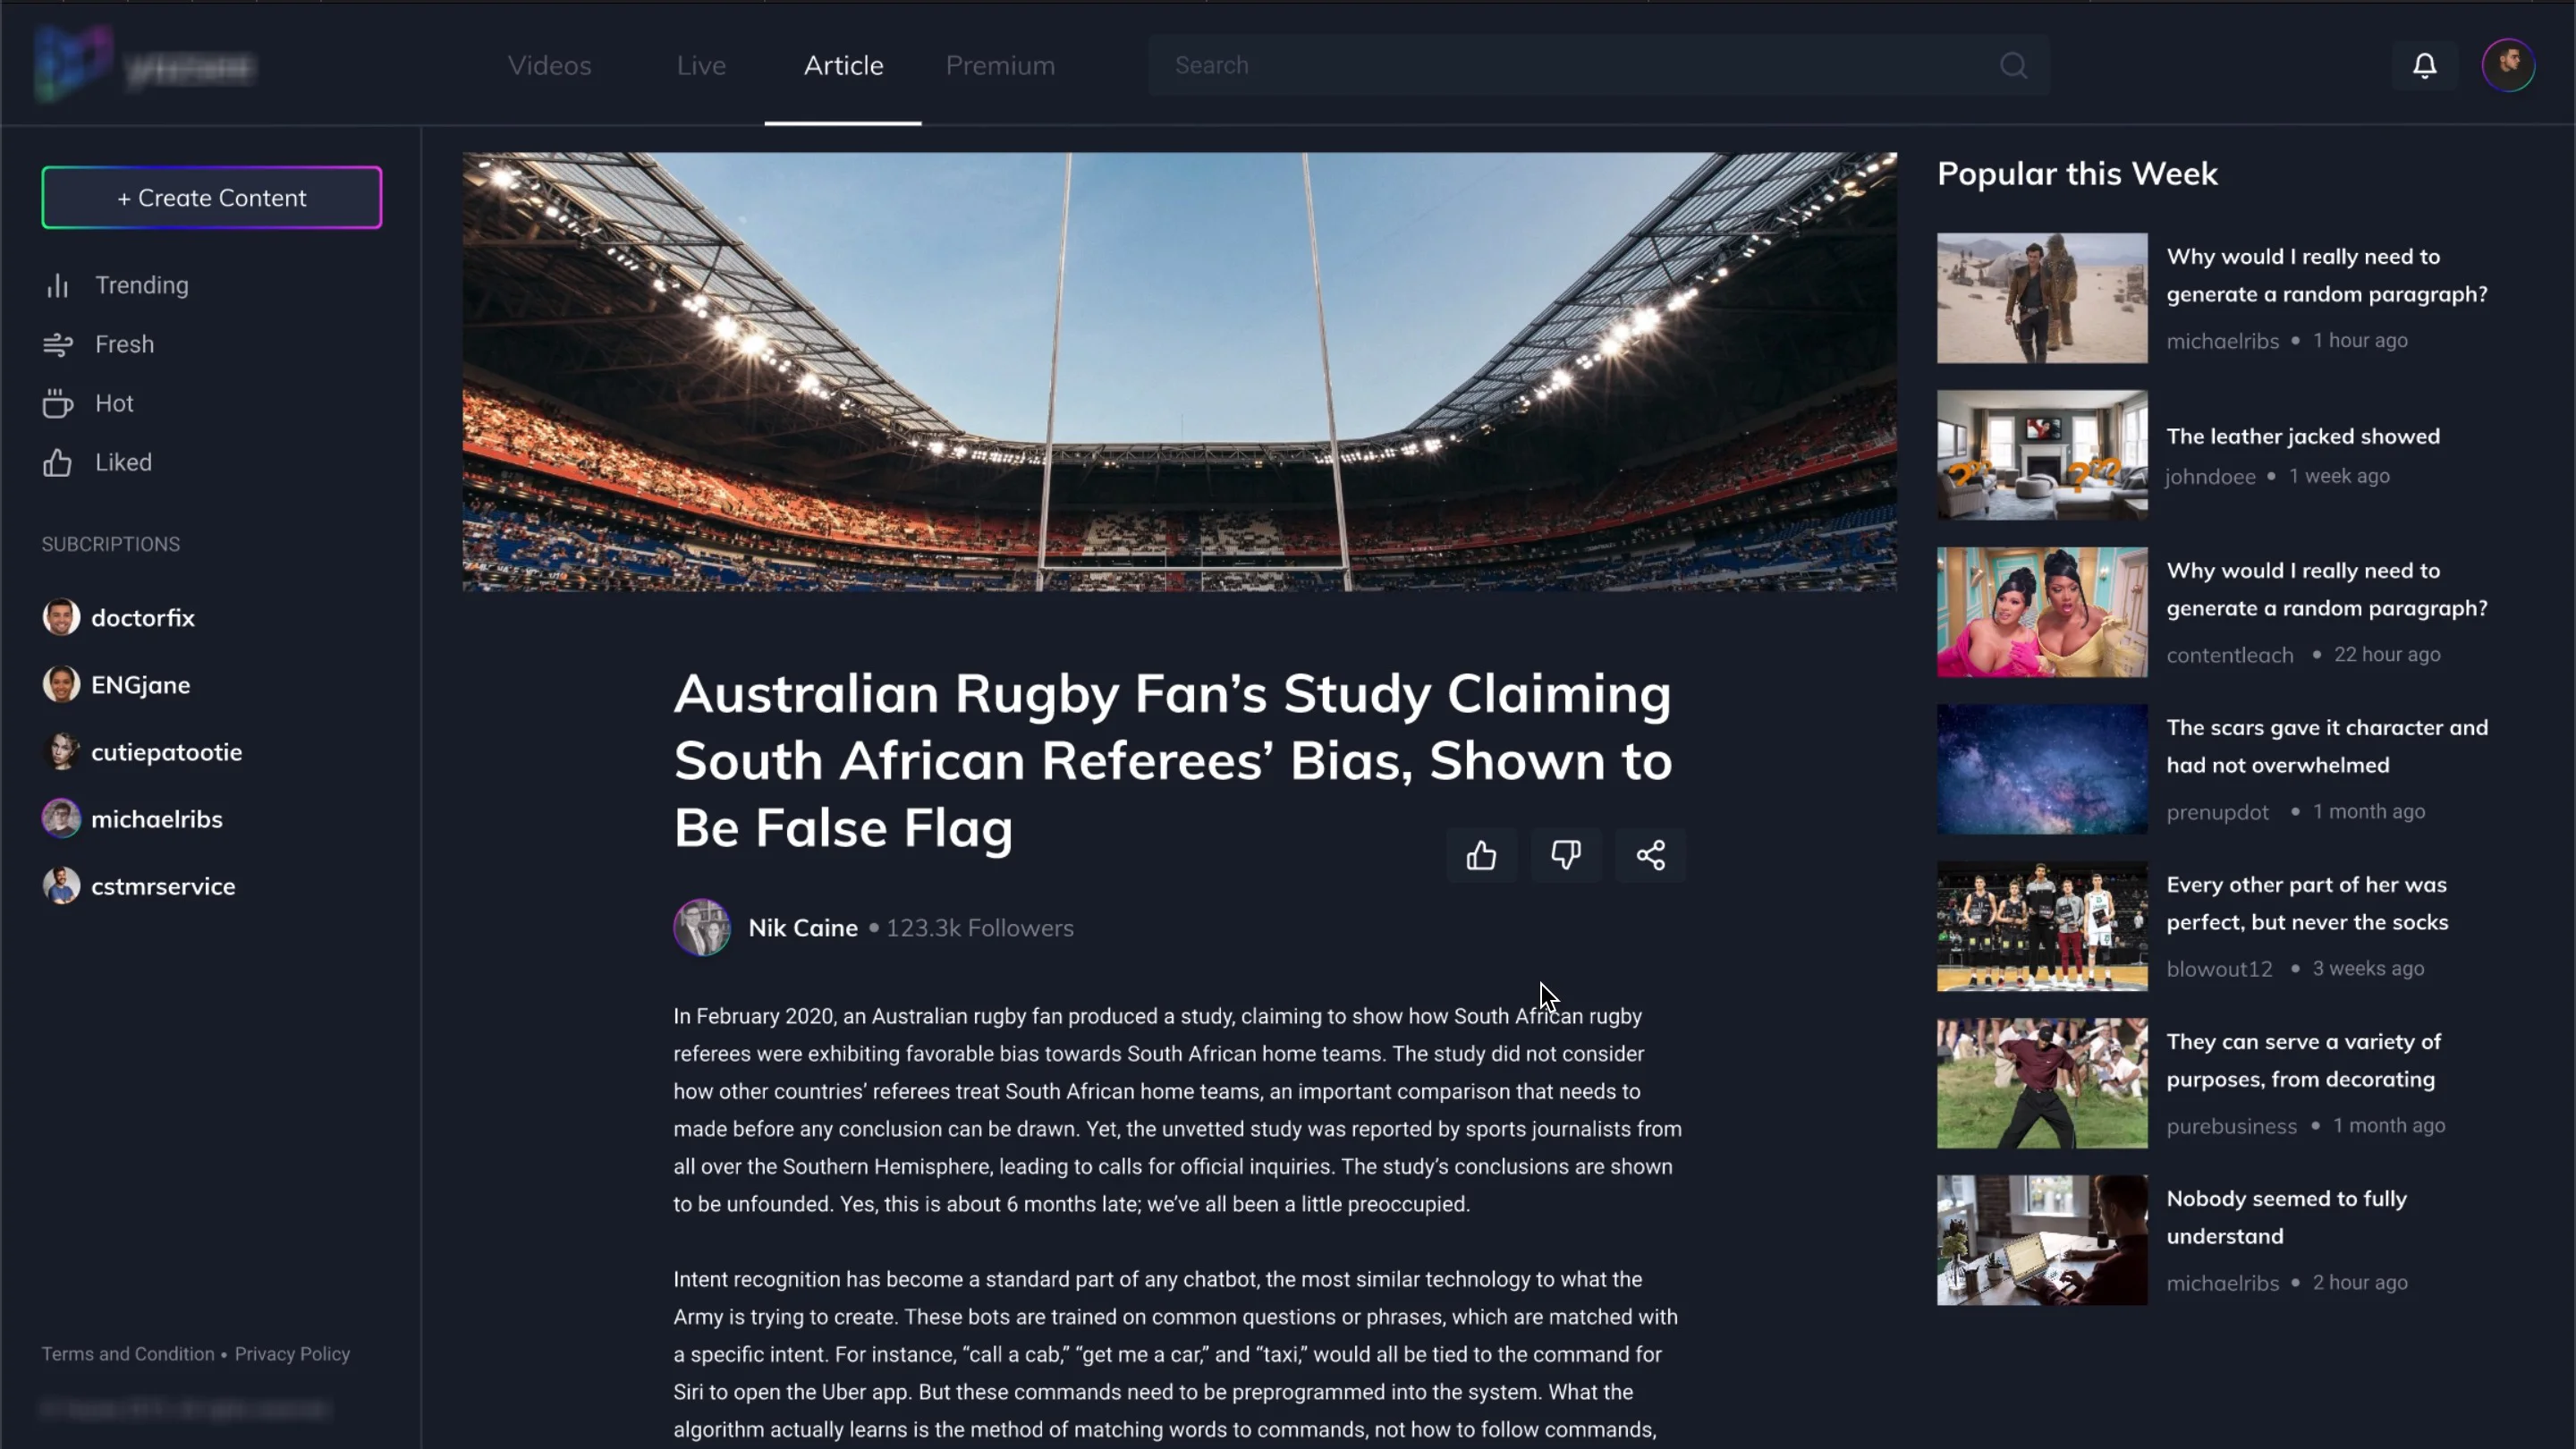 Videos
Live
Article
Premium
Search
+ Create Content
Trending
Fresh
Hot
Liked
SUBCRIPTIONS
doctorfix
ENGjane
cutiepatootie
michaelribs
cstmrservice
Terms and Condition • Privacy Policy
Australian Rugby Fan’s Study Claiming
South African Referees’ Bias, Shown to
Be False Flag
Nik Caine • 123.3k Followers
In February 2020, an Australian rugby fan produced a study, claiming to show how South African rugby
referees were exhibiting favorable bias towards South African home teams. The study did not consider
how other countries’ referees treat South African home teams, an important comparison that needs to
made before any conclusion can be drawn. Yet, the unvetted study was reported by sports journalists from
all over the Southern Hemisphere, leading to calls for official inquiries. The study’s conclusions are shown
to be unfounded. Yes, this is about 6 months late; we’ve all been a little preoccupied.
Intent recognition has become a standard part of any chatbot, the most similar technology to what the
Army is trying to create. These bots are trained on common questions or phrases, which are matched with
a specific intent. For instance, “call a cab,” “get me a car,” and “taxi,” would all be tied to the command for
Siri to open the Uber app. But these commands need to be preprogrammed into the system. What the
algorithm actually learns is the method of matching words to commands, not how to follow commands,
Popular this Week
Why would I really need to
generate a random paragraph?
michaelribs • 1 hour ago
The leather jacked showed
johndoee • 1 week ago
Why would I really need to
generate a random paragraph?
contentleach • 22 hour ago
The scars gave it character and
had not overwhelmed
prenupdot • 1 month ago
Every other part of her was
perfect, but never the socks
blowout12 • 3 weeks ago
They can serve a variety of
purposes, from decorating
purebusiness • 1 month ago
Nobody seemed to fully
understand
michaelribs • 2 hour ago